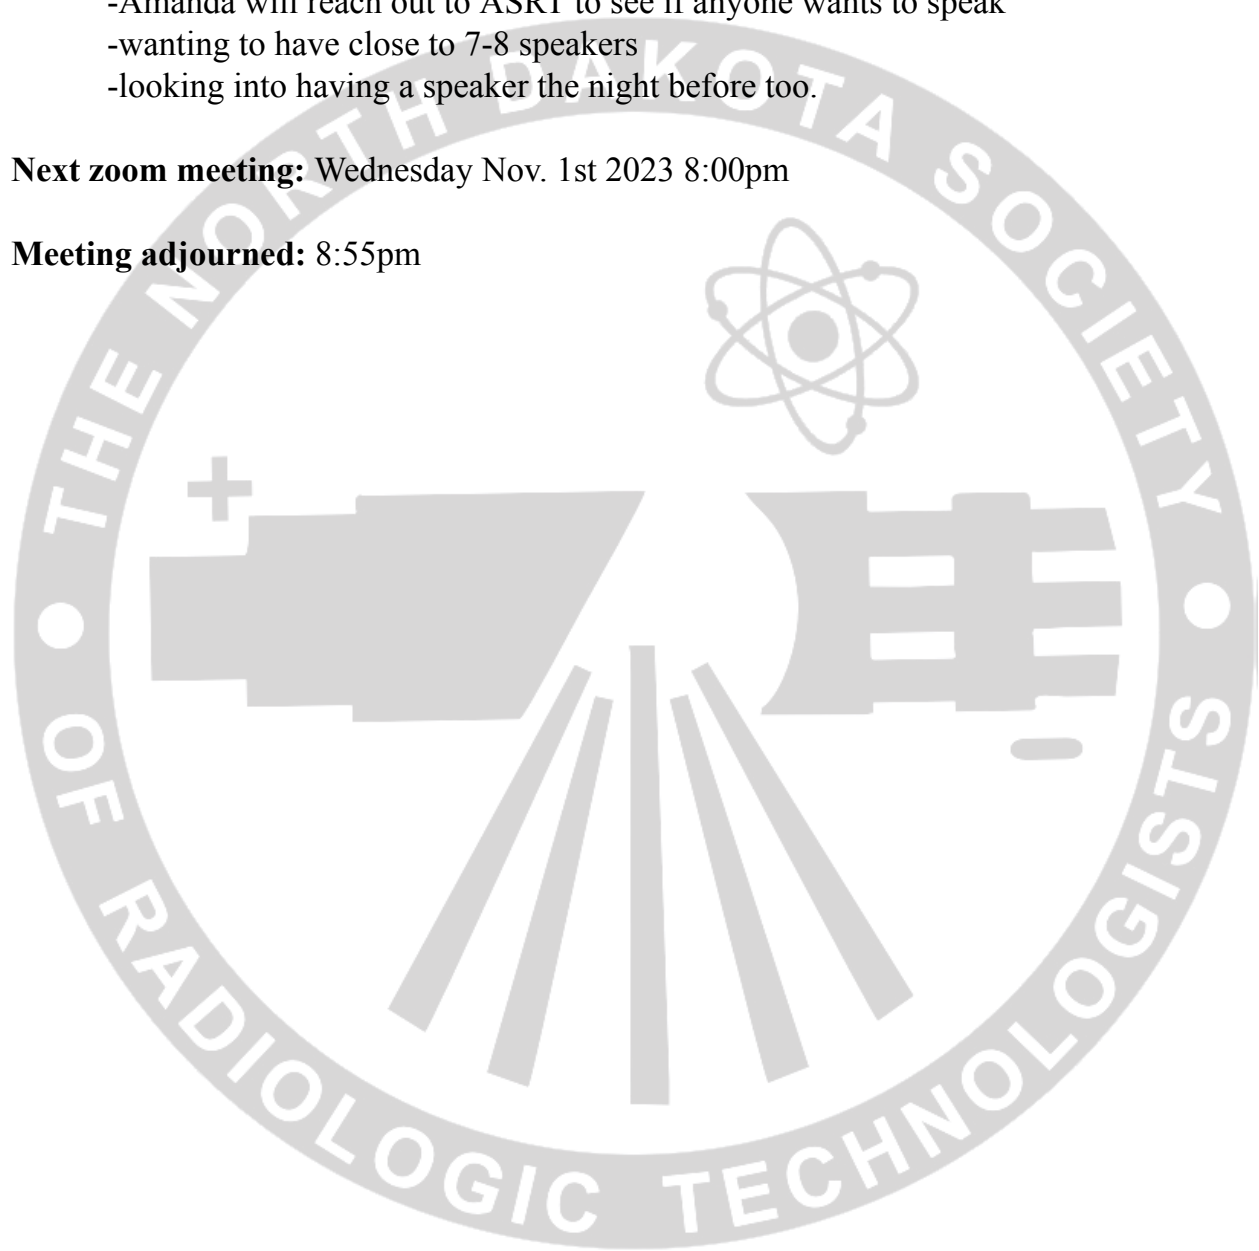 -Amanda will reach out to ASRT to see if anyone wants to speak
-wanting to have close to 7-8 speakers
-looking into having a speaker the night before too.
Next zoom meeting: Wednesday Nov. 1st 2023 8:00pm
Meeting adjourned: 8:55pm
THE NORTH DAKOTA SOCIETY
OF RADIOLOGIC TECHNOLOGISTS